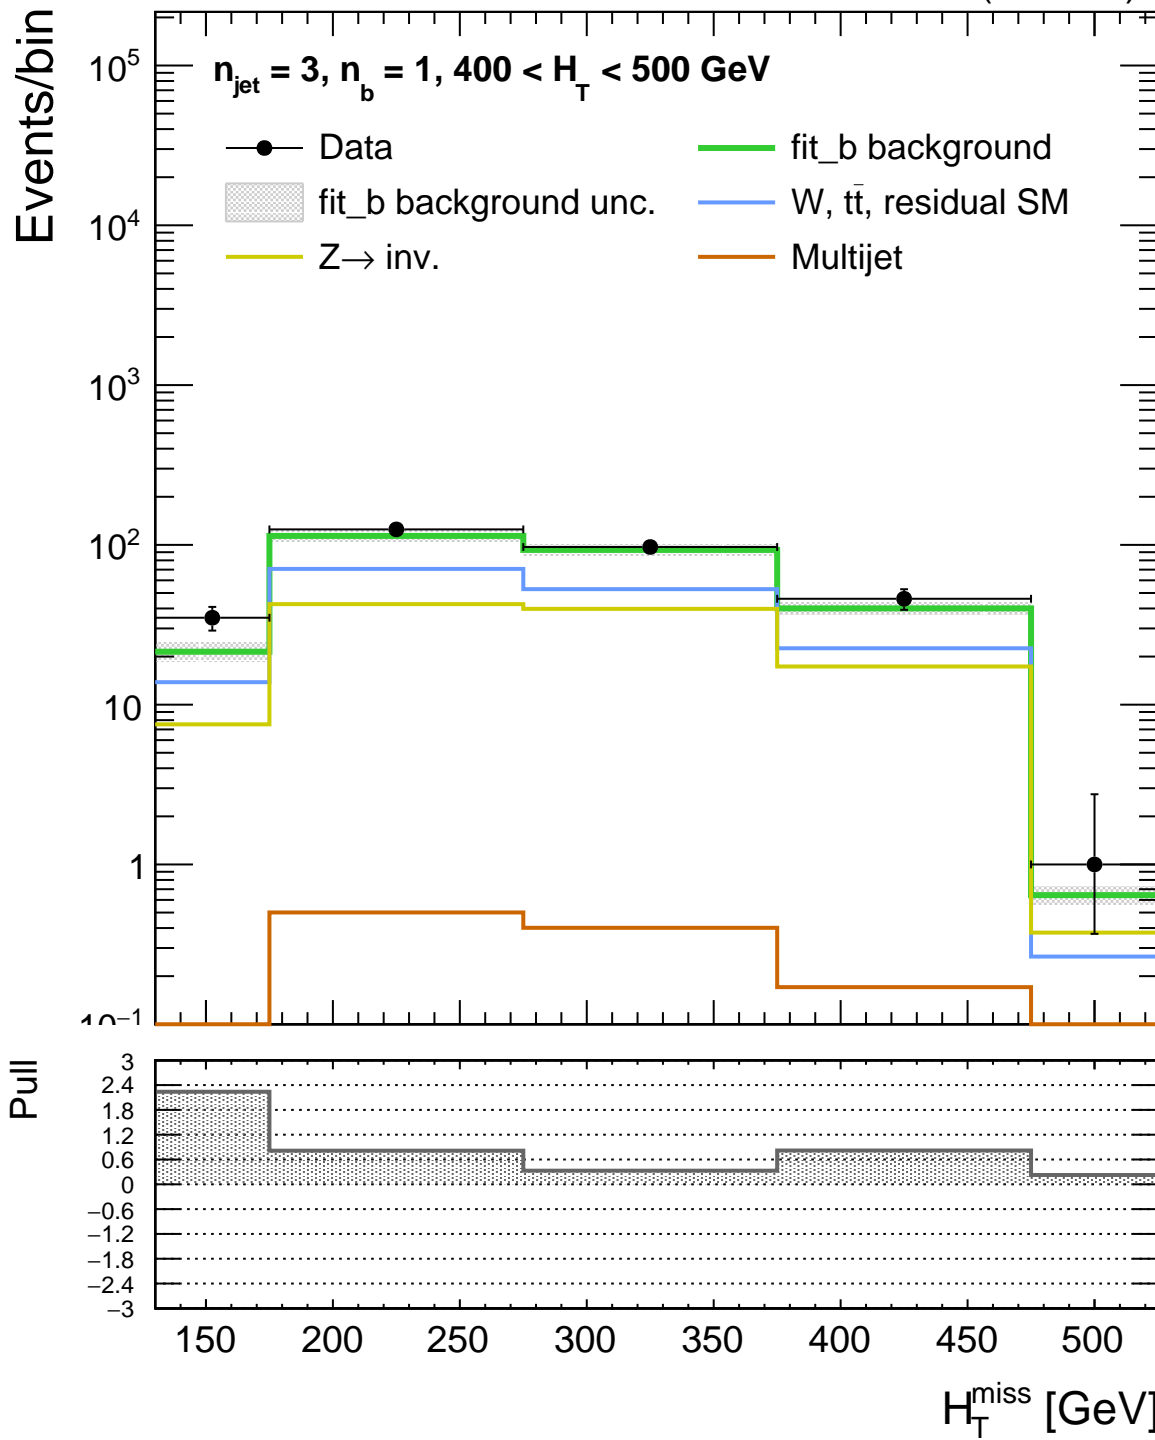 Events/bin
n_jet = 3, n_b = 1, 400 < H_T < 500 GeV
Data
fit_b background
fit_b background unc.
W, tt̄, residual SM
Z→ inv.
Multijet
10^5
10^4
10^3
10^2
10
1
10^−1
Pull
3
2.4
1.8
1.2
0.6
0
−0.6
−1.2
−1.8
−2.4
−3
150 200 250 300 350 400 450 500
H_T^miss [GeV]